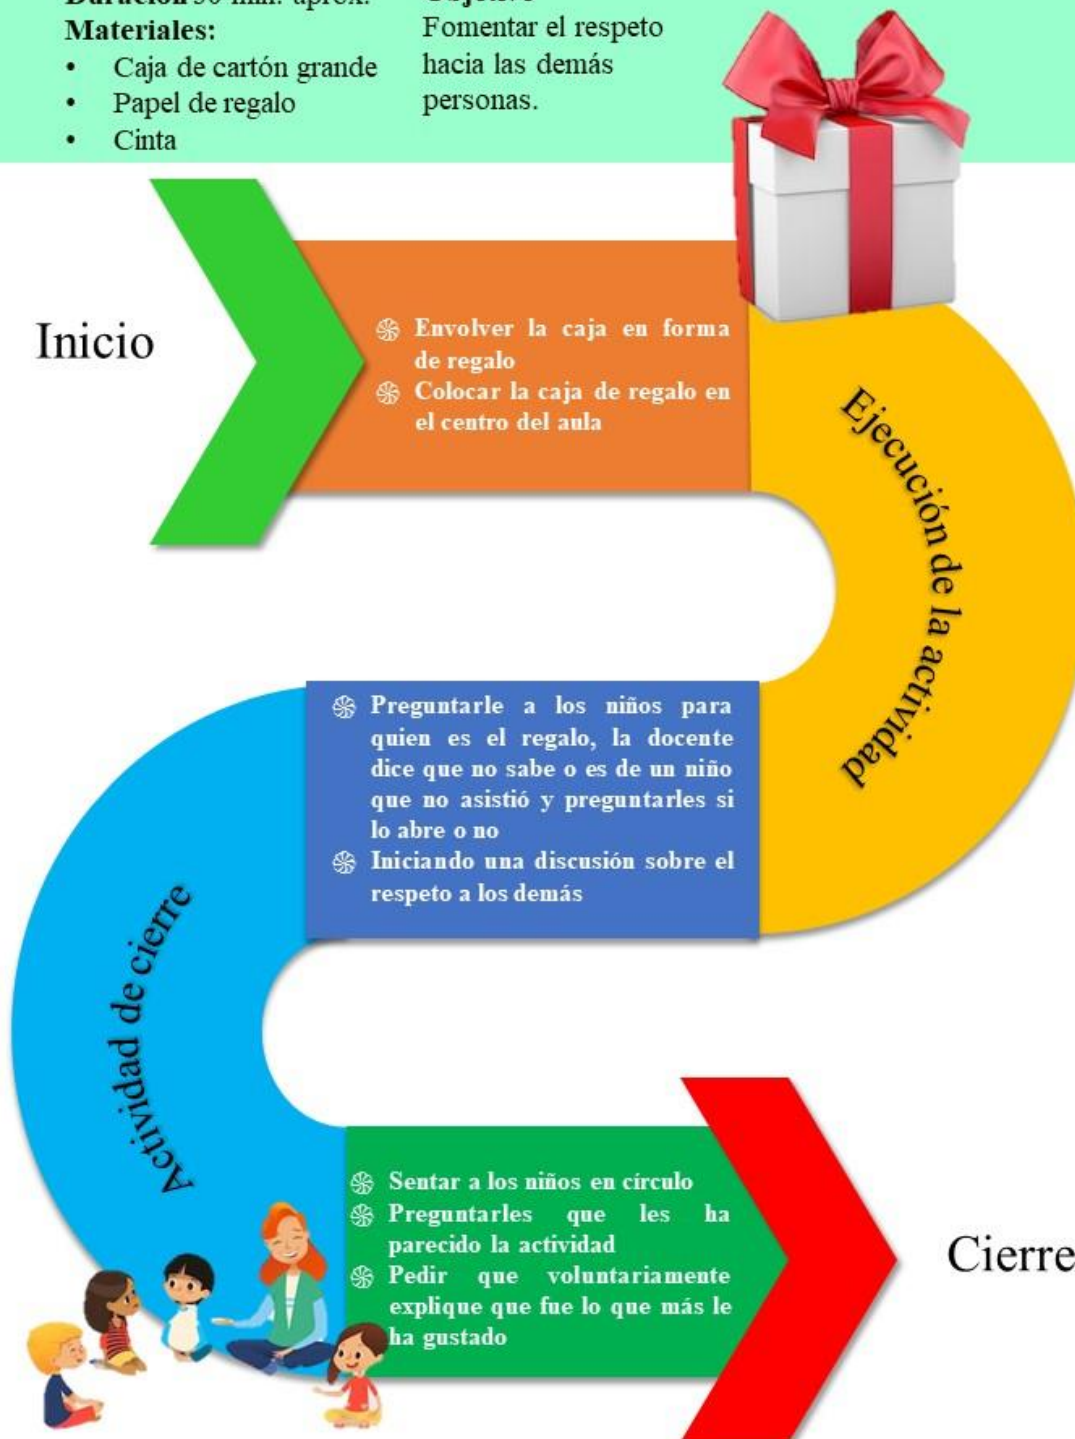 Duración 30 min. aprox.
Materiales:
• Caja de cartón grande
• Papel de regalo
• Cinta
Objetivo
Fomentar el respeto
hacia las demás
personas.
Inicio
Envolver la caja en forma
de regalo
Colocar la caja de regalo en
el centro del aula
Ejecución de la actividad
Preguntarle a los niños para
quien es el regalo, la docente
dice que no sabe o es de un niño
que no asistió y preguntarles si
lo abre o no
Iniciando una discusión sobre el
respeto a los demás
Actividad de cierre
Sentar a los niños en círculo
Preguntarles que les ha
parecido la actividad
Pedir que voluntariamente
explique que fue lo que más le
ha gustado
Cierre